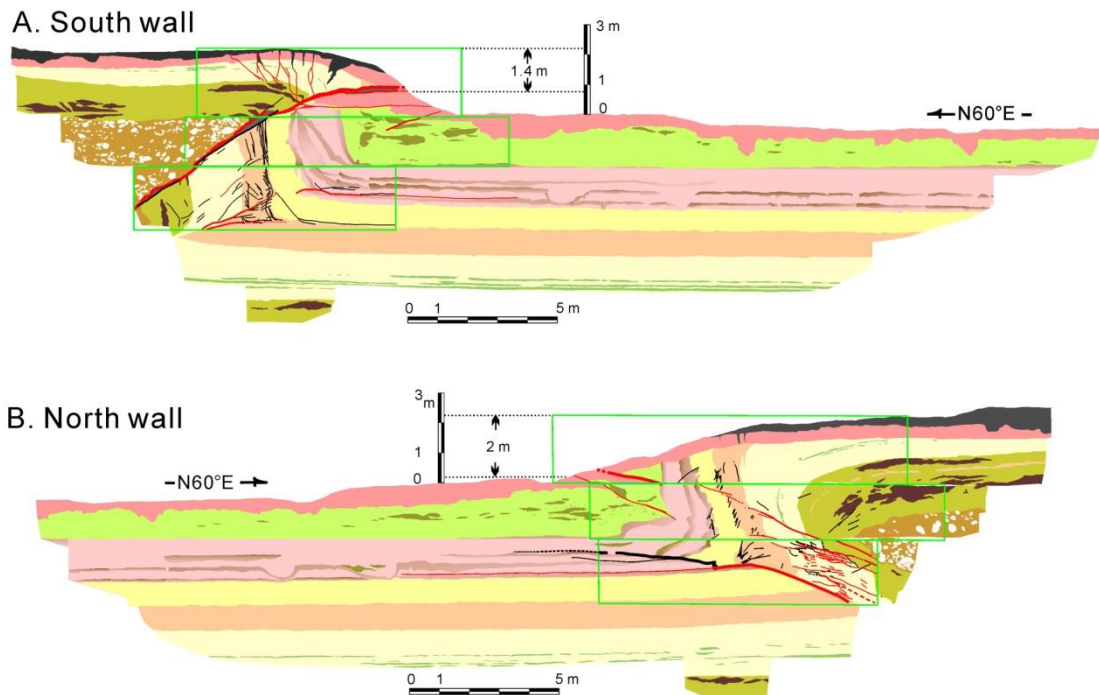 A. South wall
3 m
1.4 m
1
0
← N60°E –
0 1 5 m
B. North wall
3
m
2 m
1
0
–N60°E →
0 1 5 m